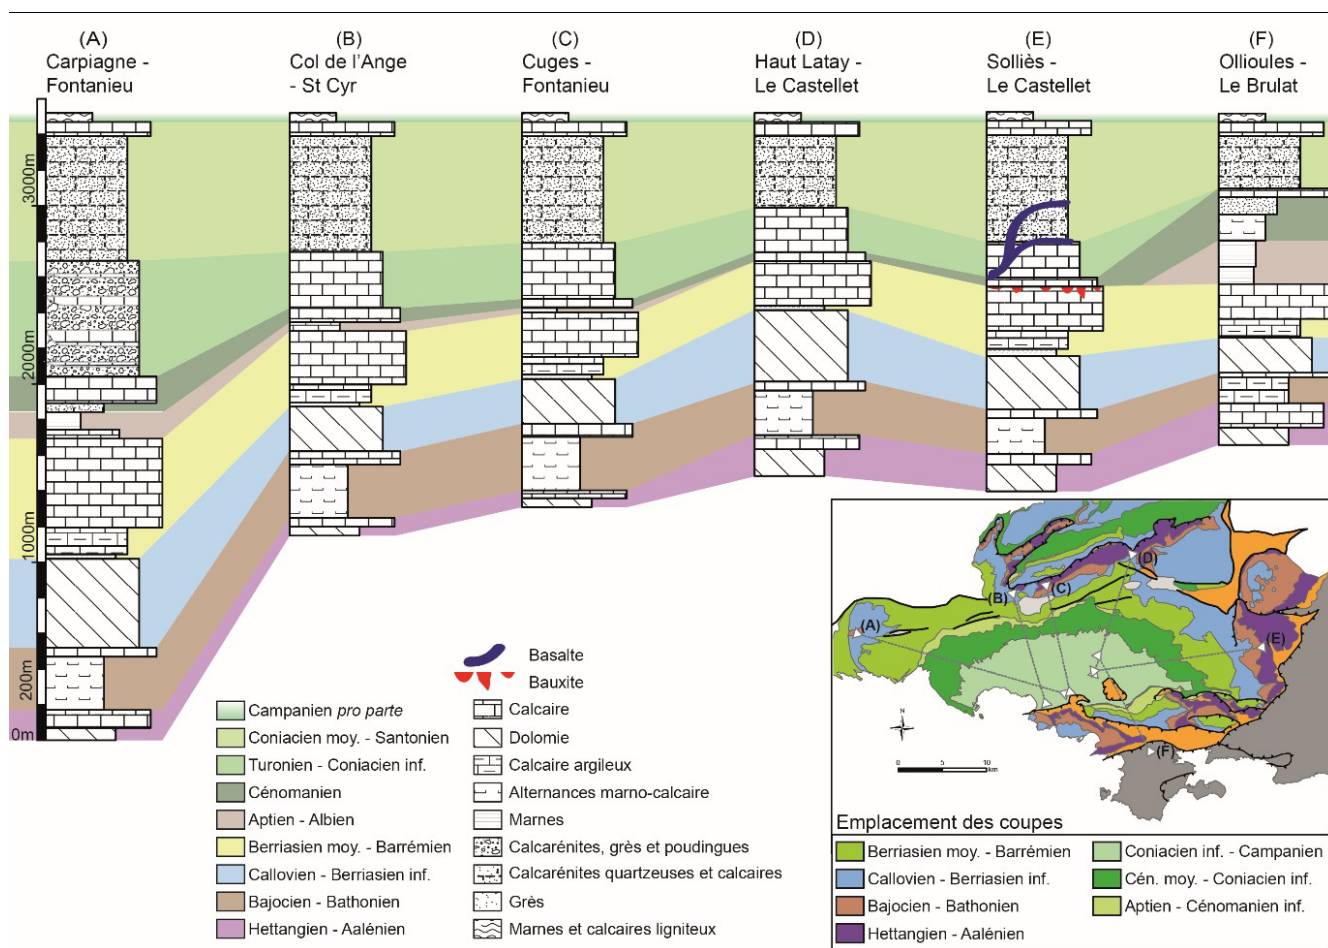 (A)
Carpiagne -
Fontanieu
(B)
Col de l'Ange
- St Cyr
(C)
Cuges -
Fontanieu
(D)
Haut Latay -
Le Castellet
(E)
Solliès -
Le Castellet
(F)
Ollioules -
Le Brulat
3000m
2000m
1000m
200m
0m
Basalte
Bauxite
Campanien pro parte
Coniacien moy. - Santonien
Turonien - Coniacien inf.
Cénomanien
Aptien - Albien
Berriasien moy. - Barrémien
Callovien - Berriasien inf.
Bajocien - Bathonien
Hettangien - Aalénien
Calcaire
Dolomie
Calcaire argileux
Alternances marno-calcaire
Marnes
Calcarénites, grès et poudingues
Calcarénites quartzeuses et calcaires
Grès
Marnes et calcaires ligniteux
(A)
(B)
(C)
(D)
(E)
(F)
N
0 5 10
km
Emplacement des coupes
Berriasien moy. - Barrémien
Callovien - Berriasien inf.
Bajocien - Bathonien
Hettangien - Aalénien
Coniacien inf. - Campanien
Cén. moy. - Coniacien inf.
Aptien - Cénomanien inf.